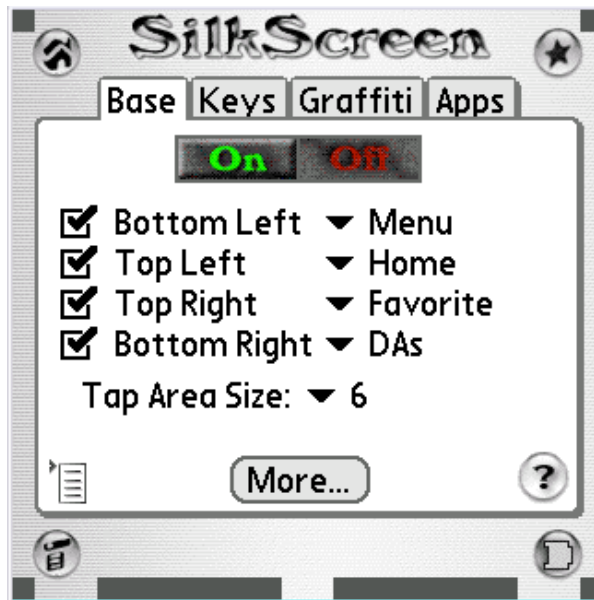 SilkScreen
Base Keys Graffiti Apps
On Off
Bottom Left Menu
Top Left Home
Top Right Favorite
Bottom Right DAs
Tap Area Size: 6
More... ?